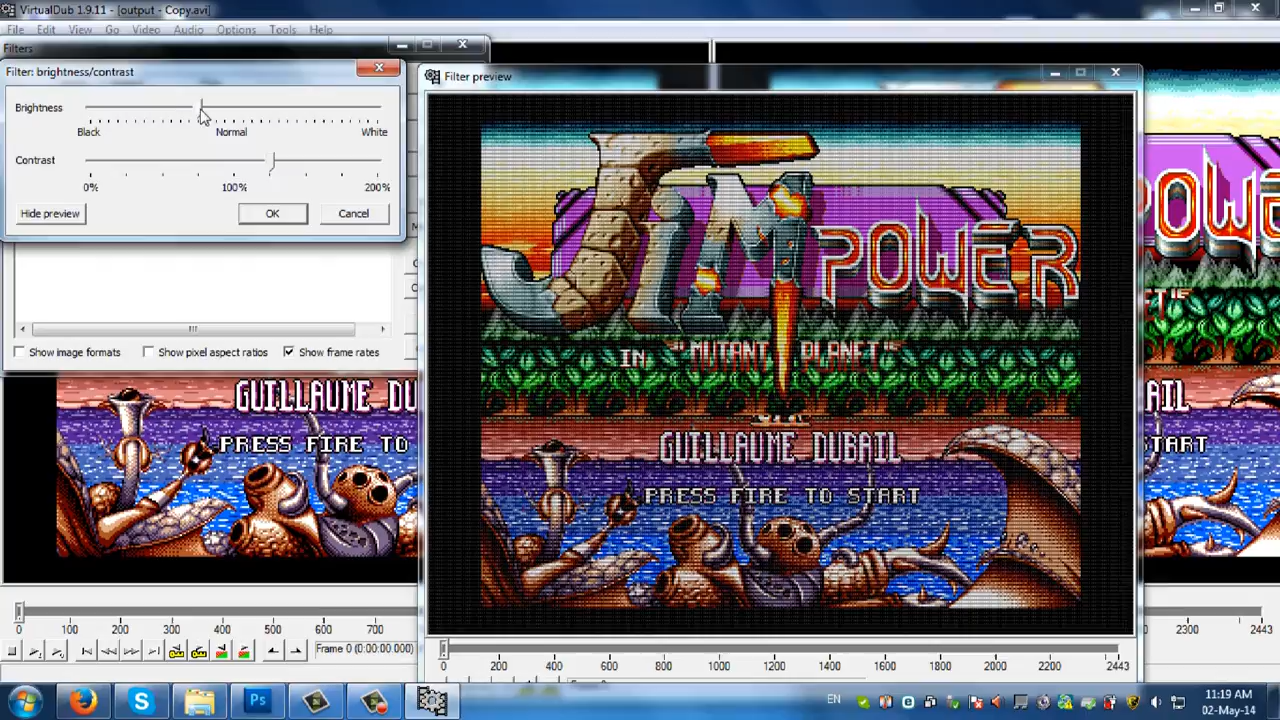 VirtualDub 1.9.11 - [output - Copy.avi]
File Edit View Go Video Audio Options Tools Help
Filters
Filter: brightness/contrast
Filter preview
Brightness
Black Normal White
Contrast
0% 100% 200%
Hide preview OK Cancel
JIM POWER
IN "MUTANT PLANET"
GUILLAUME DUBAIL
PRESS FIRE TO START
Show image formats Show pixel aspect ratios Show frame rates
GUILLAUME DU
PRESS FIRE TO
START
0 100 200 300 400 500 600 700
2300 2443
Frame 0 (0:00:00.000)
200 400 600 800 1000 1200 1400 1600 1800 2000 2200 2443
EN
11:19 AM
02-May-14